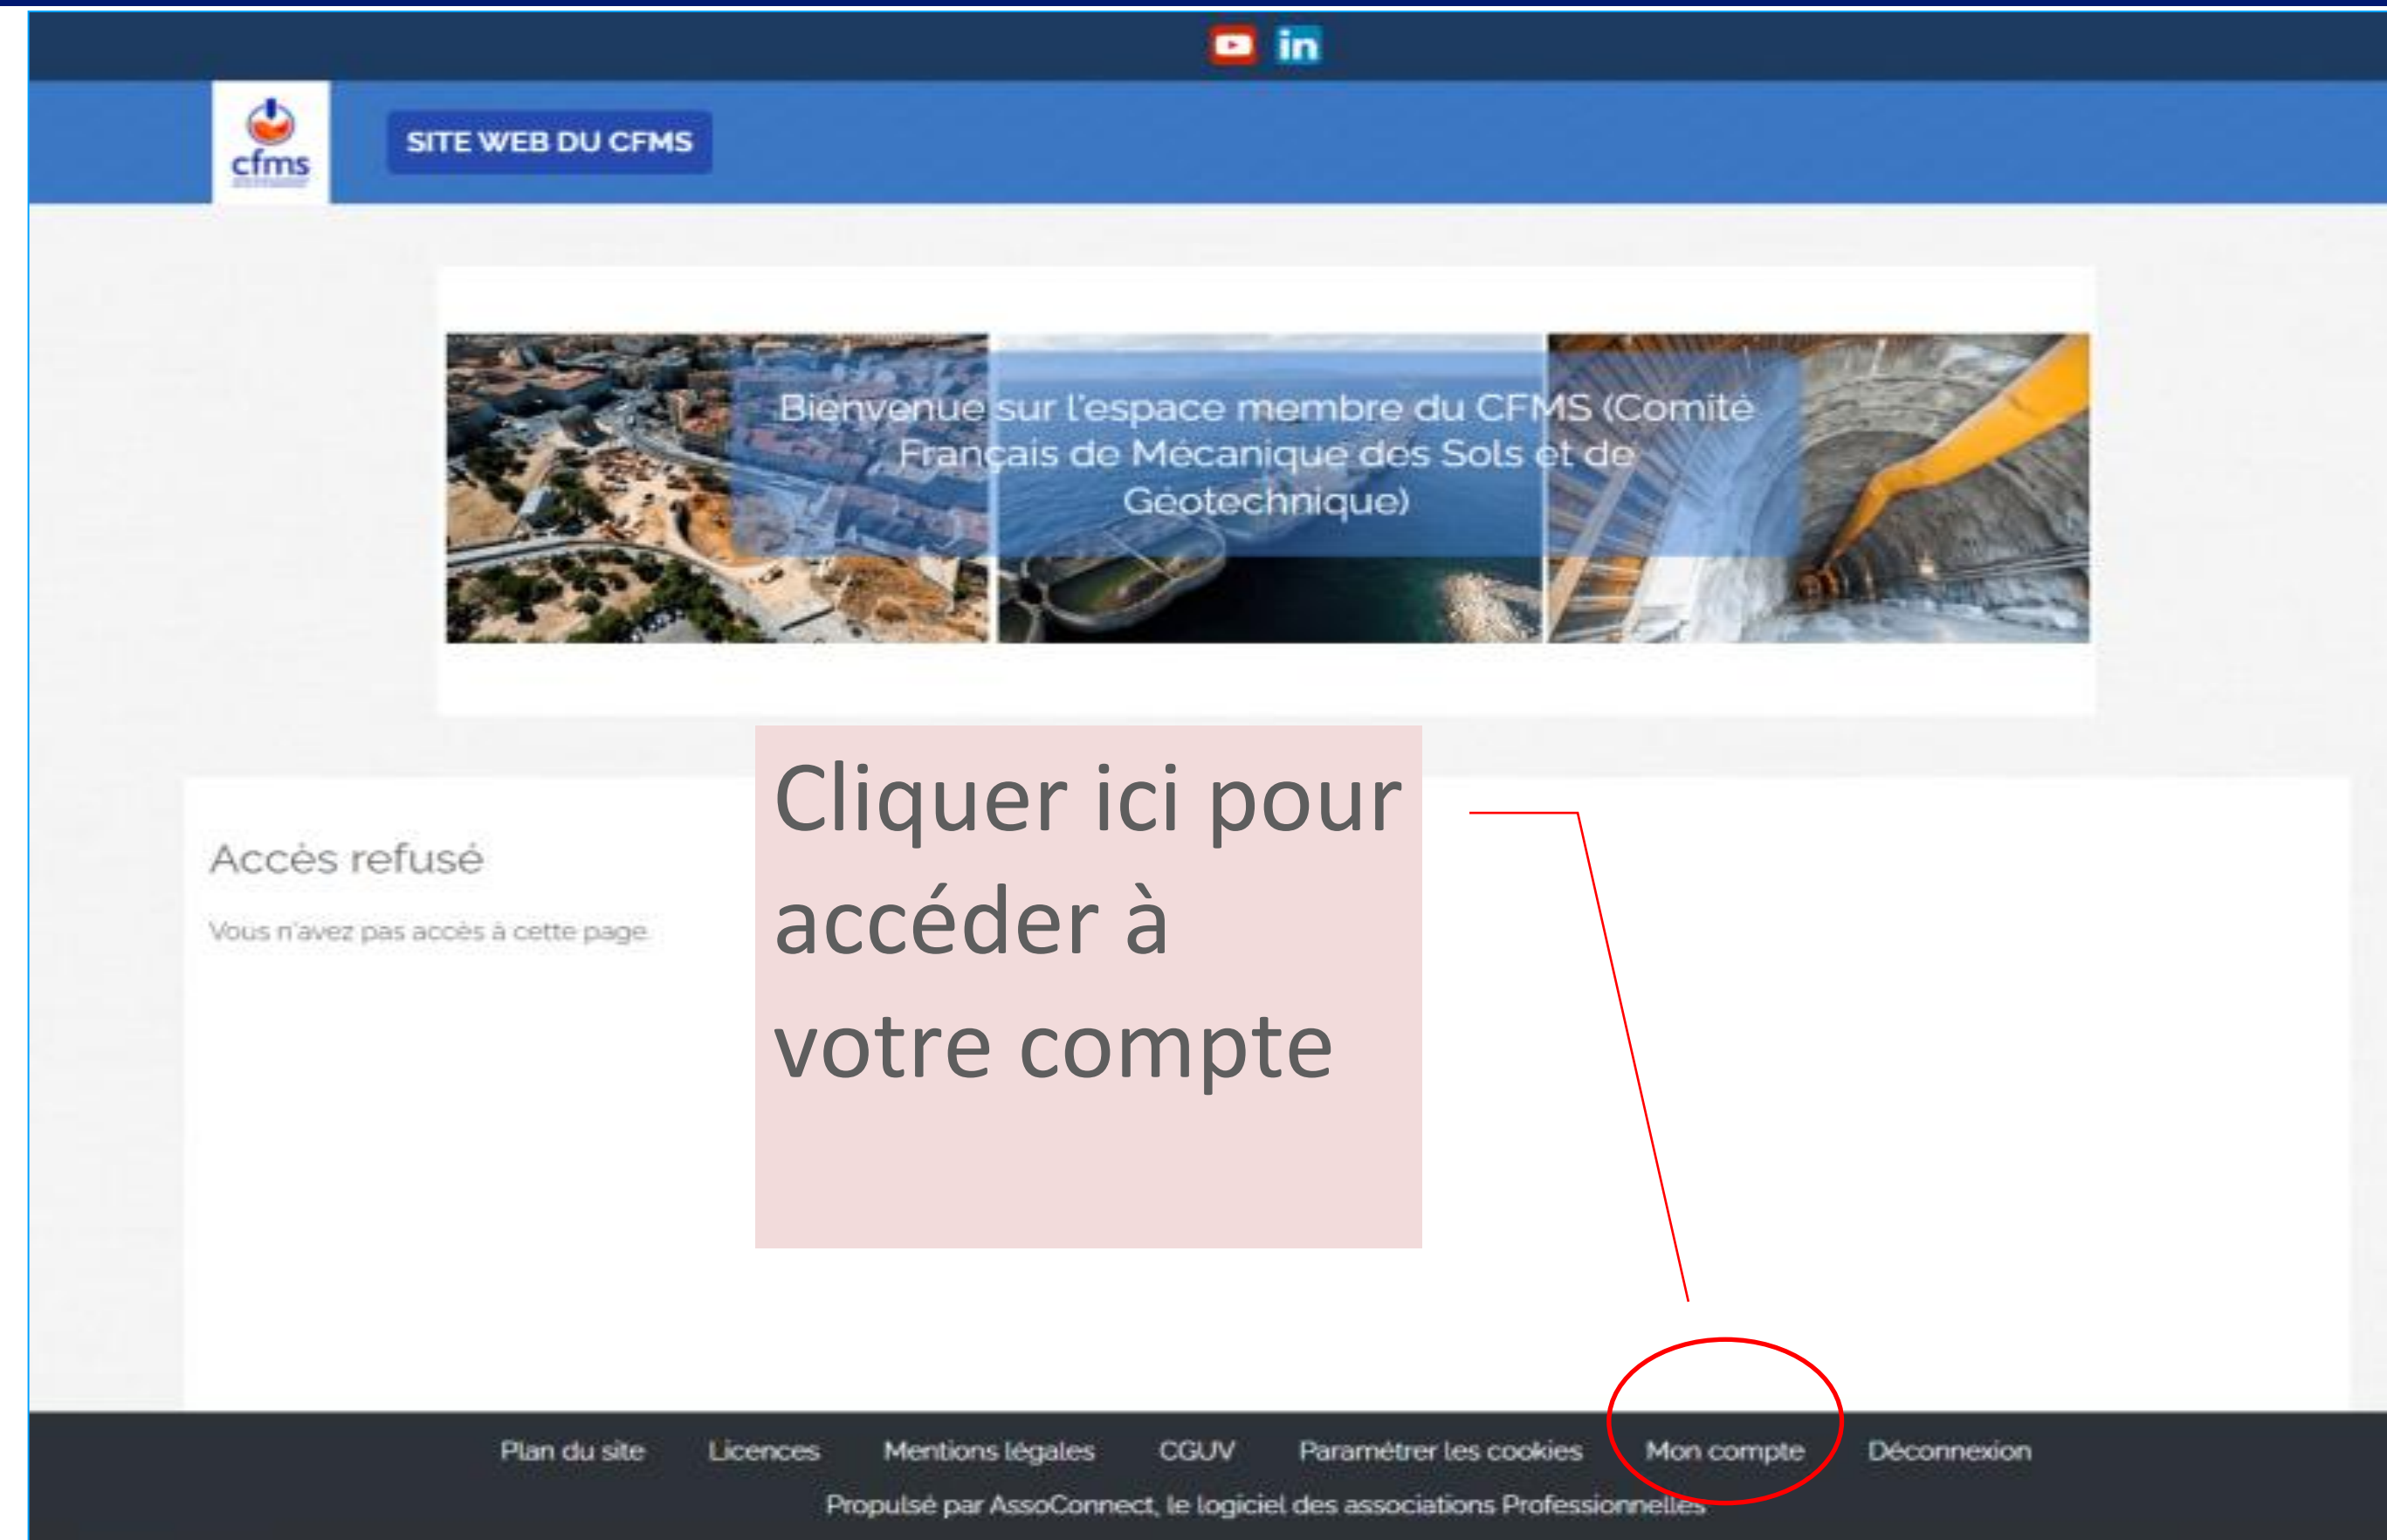 in
cfms
SITE WEB DU CFMS
Bienvenue sur l'espace membre du CFMS (Comité
Français de Mécanique des Sols et de
Géotechnique)
Cliquer ici pour
accéder à
votre compte
Accès refusé
Vous n'avez pas accès à cette page.
Plan du site Licences Mentions légales CGUV Paramétrer les cookies Mon compte Déconnexion
Propulsé par AssoConnect, le logiciel des associations Professionnelles